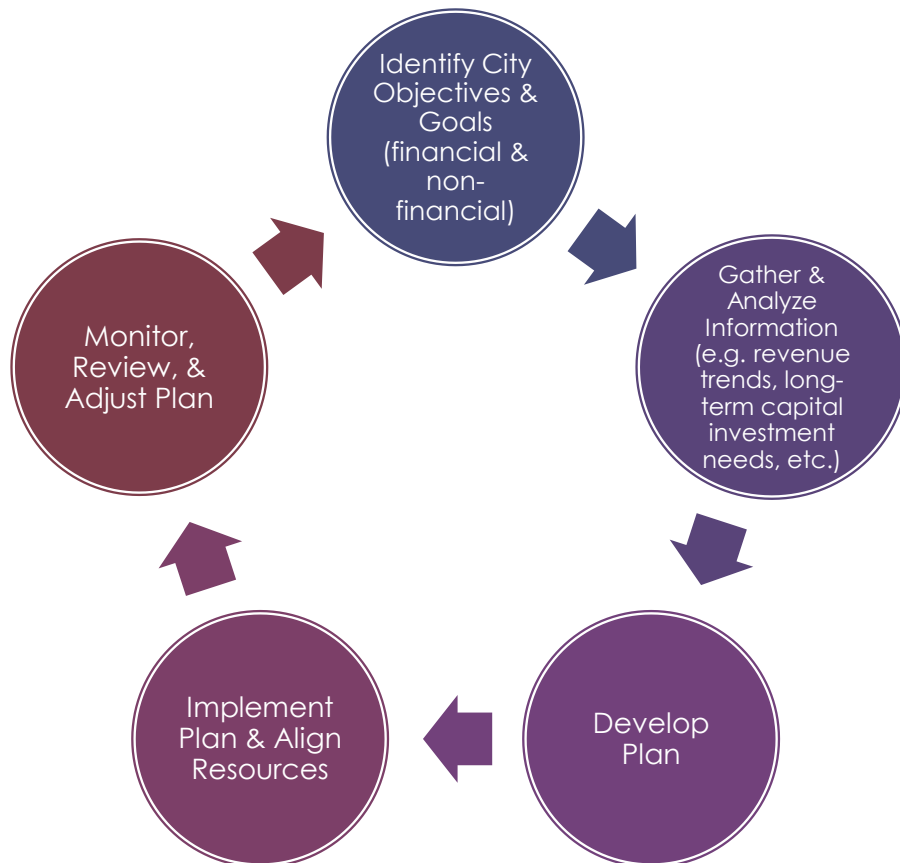 Identify City
Objectives &
Goals
(financial &
non-
financial)
Gather &
Analyze
Information
(e.g. revenue
trends, long-
term capital
investment
needs, etc.)
Develop
Plan
Implement
Plan & Align
Resources
Monitor,
Review, &
Adjust Plan